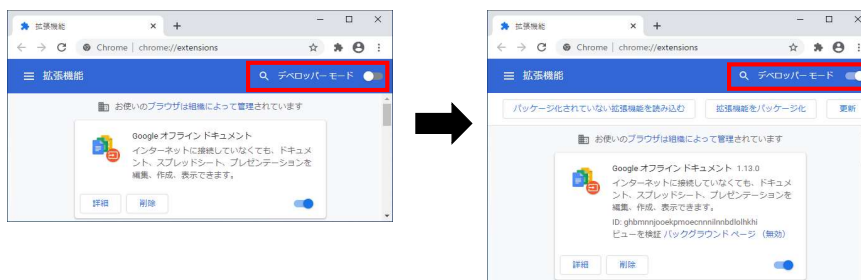 拡張機能
Chrome | chrome://extensions
拡張機能
デベロッパー モード
お使いのブラウザは組織によって管理されています
Google オフライン ドキュメント
インターネットに接続していなくても、ドキュメ
ント、スプレッドシート、プレゼンテーションを
編集、作成、表示できます。
詳細
削除
拡張機能
Chrome | chrome://extensions
拡張機能
デベロッパー モード
パッケージ化されていない拡張機能を読み込む
拡張機能をパッケージ化
更新
お使いのブラウザは組織によって管理されています
Google オフライン ドキュメント 1.13.0
インターネットに接続していなくても、ドキュメ
ント、スプレッドシート、プレゼンテーションを
編集、作成、表示できます。
ID: ghbmnnjooekpmoecnnnilnnbdlolhkhi
ビューを検証 バックグラウンド ページ （無効）
詳細
削除